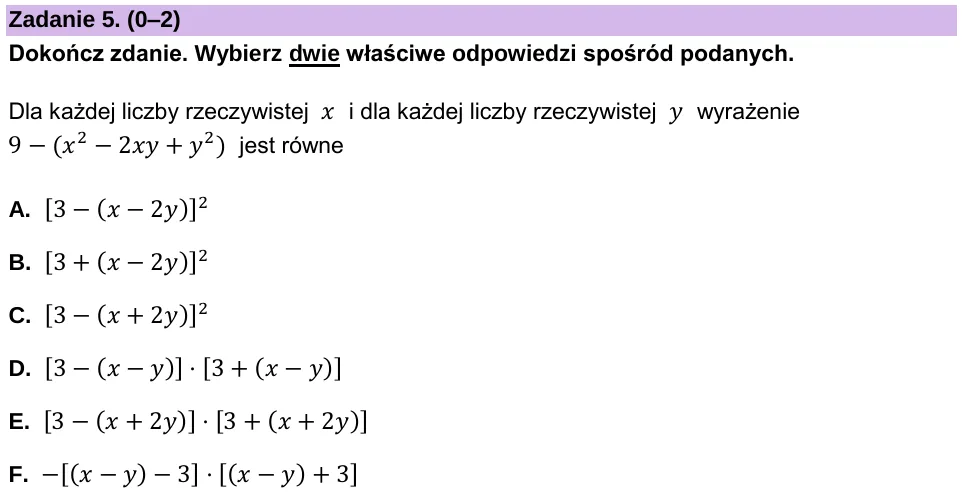 Zadanie 5. (0–2)
Dokończ zdanie. Wybierz dwie właściwe odpowiedzi spośród podanych.
Dla każdej liczby rzeczywistej x i dla każdej liczby rzeczywistej y wyrażenie
9 − (x² − 2xy + y²) jest równe
A. [3 − (x − 2y)]²
B. [3 + (x − 2y)]²
C. [3 − (x + 2y)]²
D. [3 − (x − y)] · [3 + (x − y)]
E. [3 − (x + 2y)] · [3 + (x + 2y)]
F. −[(x − y) − 3] · [(x − y) + 3]